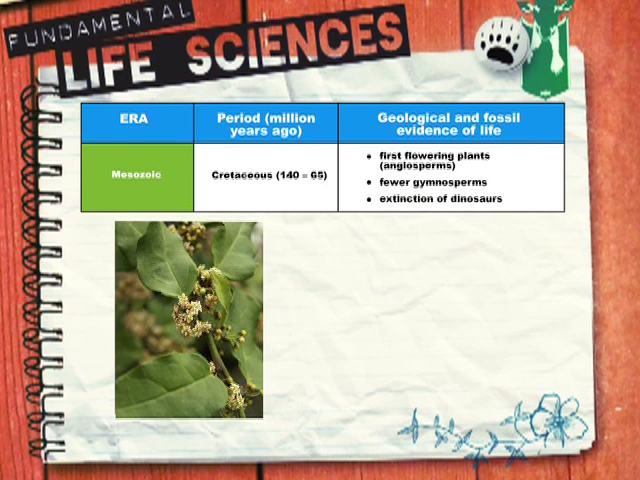 FUNDAMENTAL
LIFE SCIENCES
ERA
Period (million
years ago)
Geological and fossil
evidence of life
Mesozoic
Cretaceous (140 – 65)
• first flowering plants
(angiosperms)
• fewer gymnosperms
• extinction of dinosaurs